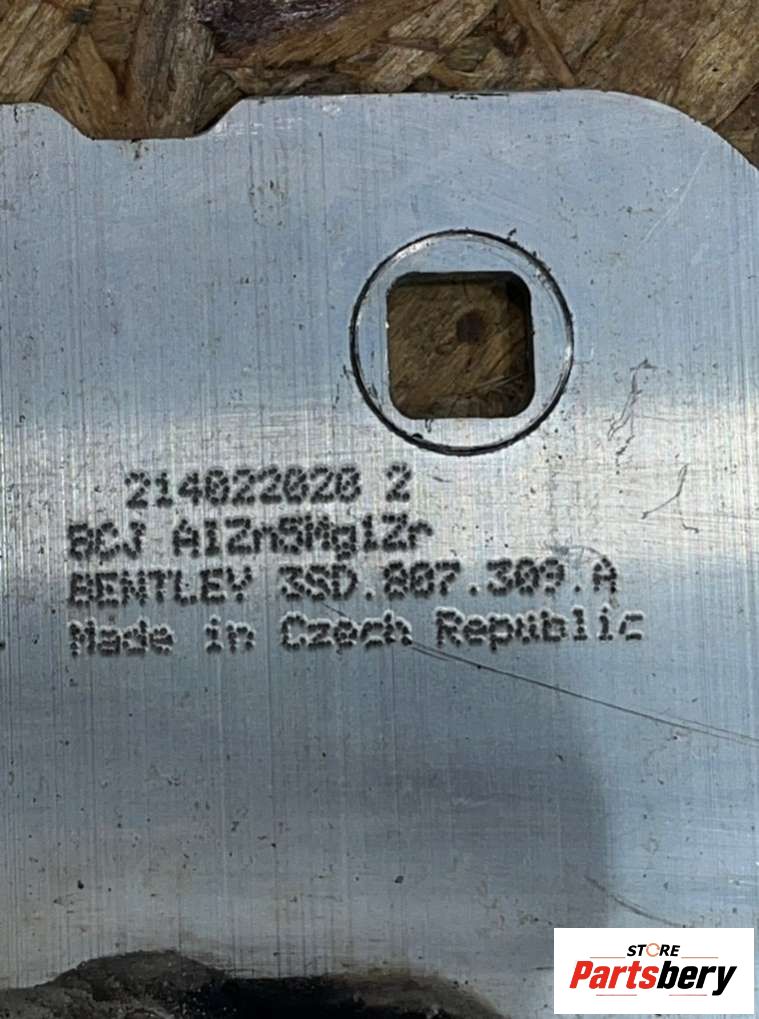 214022020 2
BCJ AlZn5Mg1Zr
BENTLEY 3SD.807.309.A
Made in Czech Republic
STORE
Partsbery